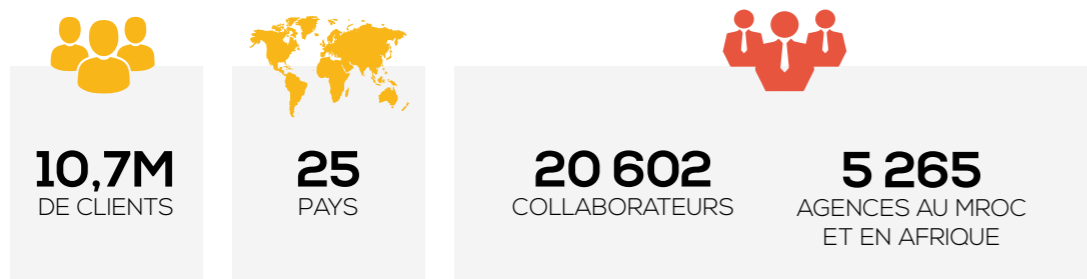 10,7M
DE CLIENTS
25
PAYS
20 602
COLLABORATEURS
5 265
AGENCES AU MROC
ET EN AFRIQUE